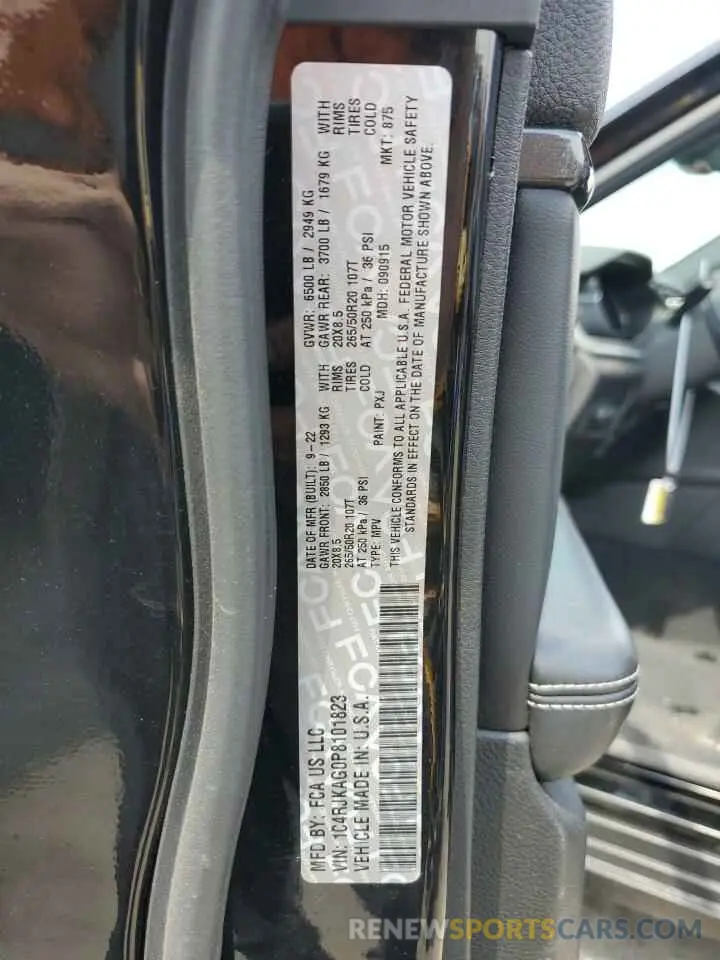 MFD BY: FCA US LLC
VIN: 1C4RJKAG0P8101823
VEHICLE MADE IN: U.S.A.
DATE OF MFR (BUILT): 9-22 GVWR: 6500 LB / 2949 KG
GAWR FRONT: 2850 LB / 1293 KG WITH GAWR REAR: 3700 LB / 1679 KG WITH
20X8.5 RIMS 20X8.5 RIMS
265/50R20 107T TIRES 265/50R20 107T TIRES
AT 250 kPa / 36 PSI COLD AT 250 kPa / 36 PSI COLD
TYPE: MPV PAINT: PXJ MDH: 090915 MKT: 875
THIS VEHICLE CONFORMS TO ALL APPLICABLE U.S.A. FEDERAL MOTOR VEHICLE SAFETY
STANDARDS IN EFFECT ON THE DATE OF MANUFACTURE SHOWN ABOVE.
RENEWSPORTSCARS.COM